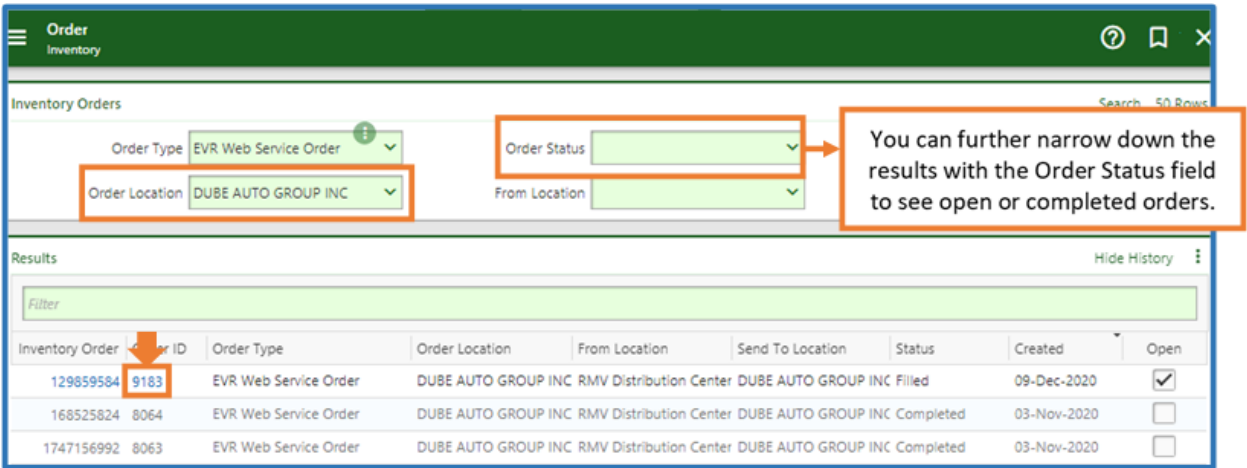 Order
Inventory
Inventory Orders
Search 50 Rows
Order Type EVR Web Service Order
Order Status
Order Location DUBE AUTO GROUP INC
From Location
You can further narrow down the
results with the Order Status field
to see open or completed orders.
Results
Hide History
Filter
Inventory Order ID Order Type Order Location From Location Send To Location Status Created Open
129859584 9183 EVR Web Service Order DUBE AUTO GROUP INC RMV Distribution Center DUBE AUTO GROUP INC Filled 09-Dec-2020
168525824 8064 EVR Web Service Order DUBE AUTO GROUP INC RMV Distribution Center DUBE AUTO GROUP INC Completed 03-Nov-2020
1747156992 8063 EVR Web Service Order DUBE AUTO GROUP INC RMV Distribution Center DUBE AUTO GROUP INC Completed 03-Nov-2020